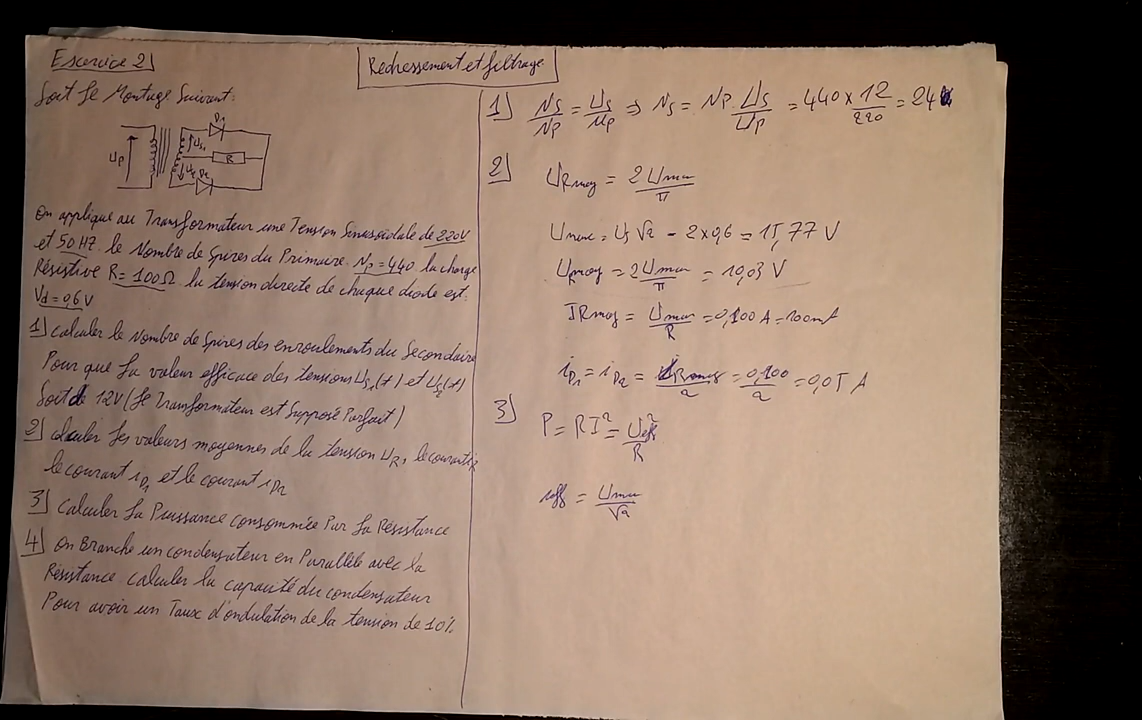 Exercice 2
Redressement et filtrage
Soit le Montage Suivant:
D1
Up
Us1
R
Us2
D2
on applique au Transformateur une Tension Sinusoïdale de 220V
et 50 HZ. le Nombre de Spires du Primaire. Np = 440. la charge
Résistive R = 100Ω la tension directe de chaque diode est:
Vd = 0,6 V
1) calculer le Nombre de Spires des enroulements du Secondaire
Pour que la valeur efficace des tensions Us1(t) et Us2(t)
Soit de 12V (le Transformateur est Supposé Parfait)
2) calculer les valeurs moyennes de la tension UR, le courant iR
le courant iD1 et le courant iD2
3) Calculer la Puissance consommée Par la Résistance
4) On Branche un condensateur en Parallèle avec la
Résistance calculer la capacité du condensateur
Pour avoir un Taux d'ondulation de la tension de 10%
1) Ns/Np = Us/Up ⇒ Ns = Np · Us/Up = 440 × 12/220 = 24
2) URmoy = 2Umax/π
Umax = Us √2 - 2×0,6 = 15,77 V
URmoy = 2Umax/π = 10,03 V
IRmoy = Umax/R = 0,100 A = 100mA
iD1 = iD2 = IRmoy/2 = 0,100/2 = 0,05 A
3) P = RI² = Ueff²/R
Ueff = Umax/√2